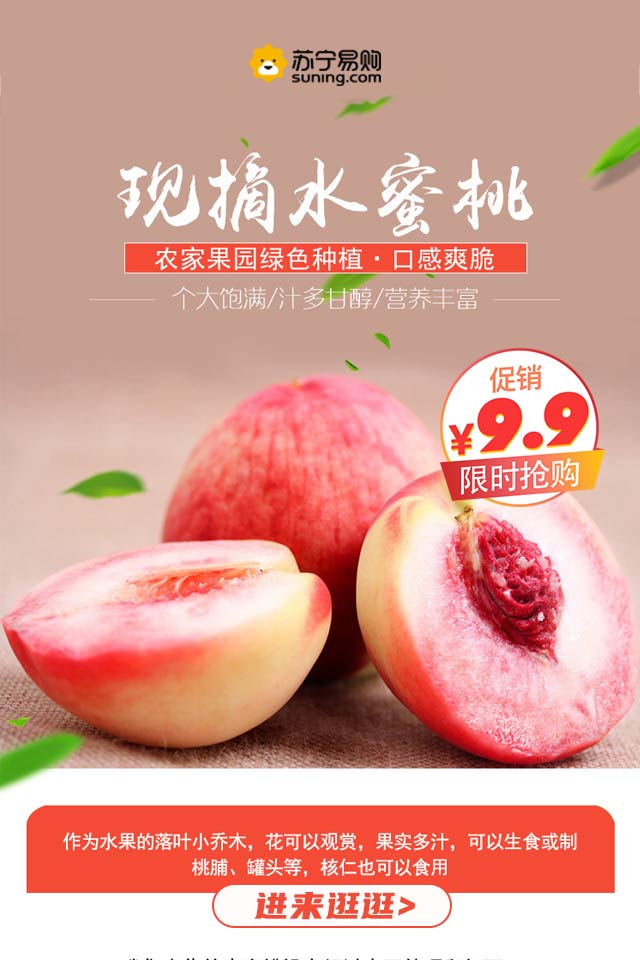 苏宁易购
suning.com
现摘水蜜桃
农家果园绿色种植·口感爽脆
个大饱满/汁多甘醇/营养丰富
促销
¥9.9
限时抢购
作为水果的落叶小乔木，花可以观赏，果实多汁，可以生食或制
桃脯、罐头等，核仁也可以食用
进来逛逛>